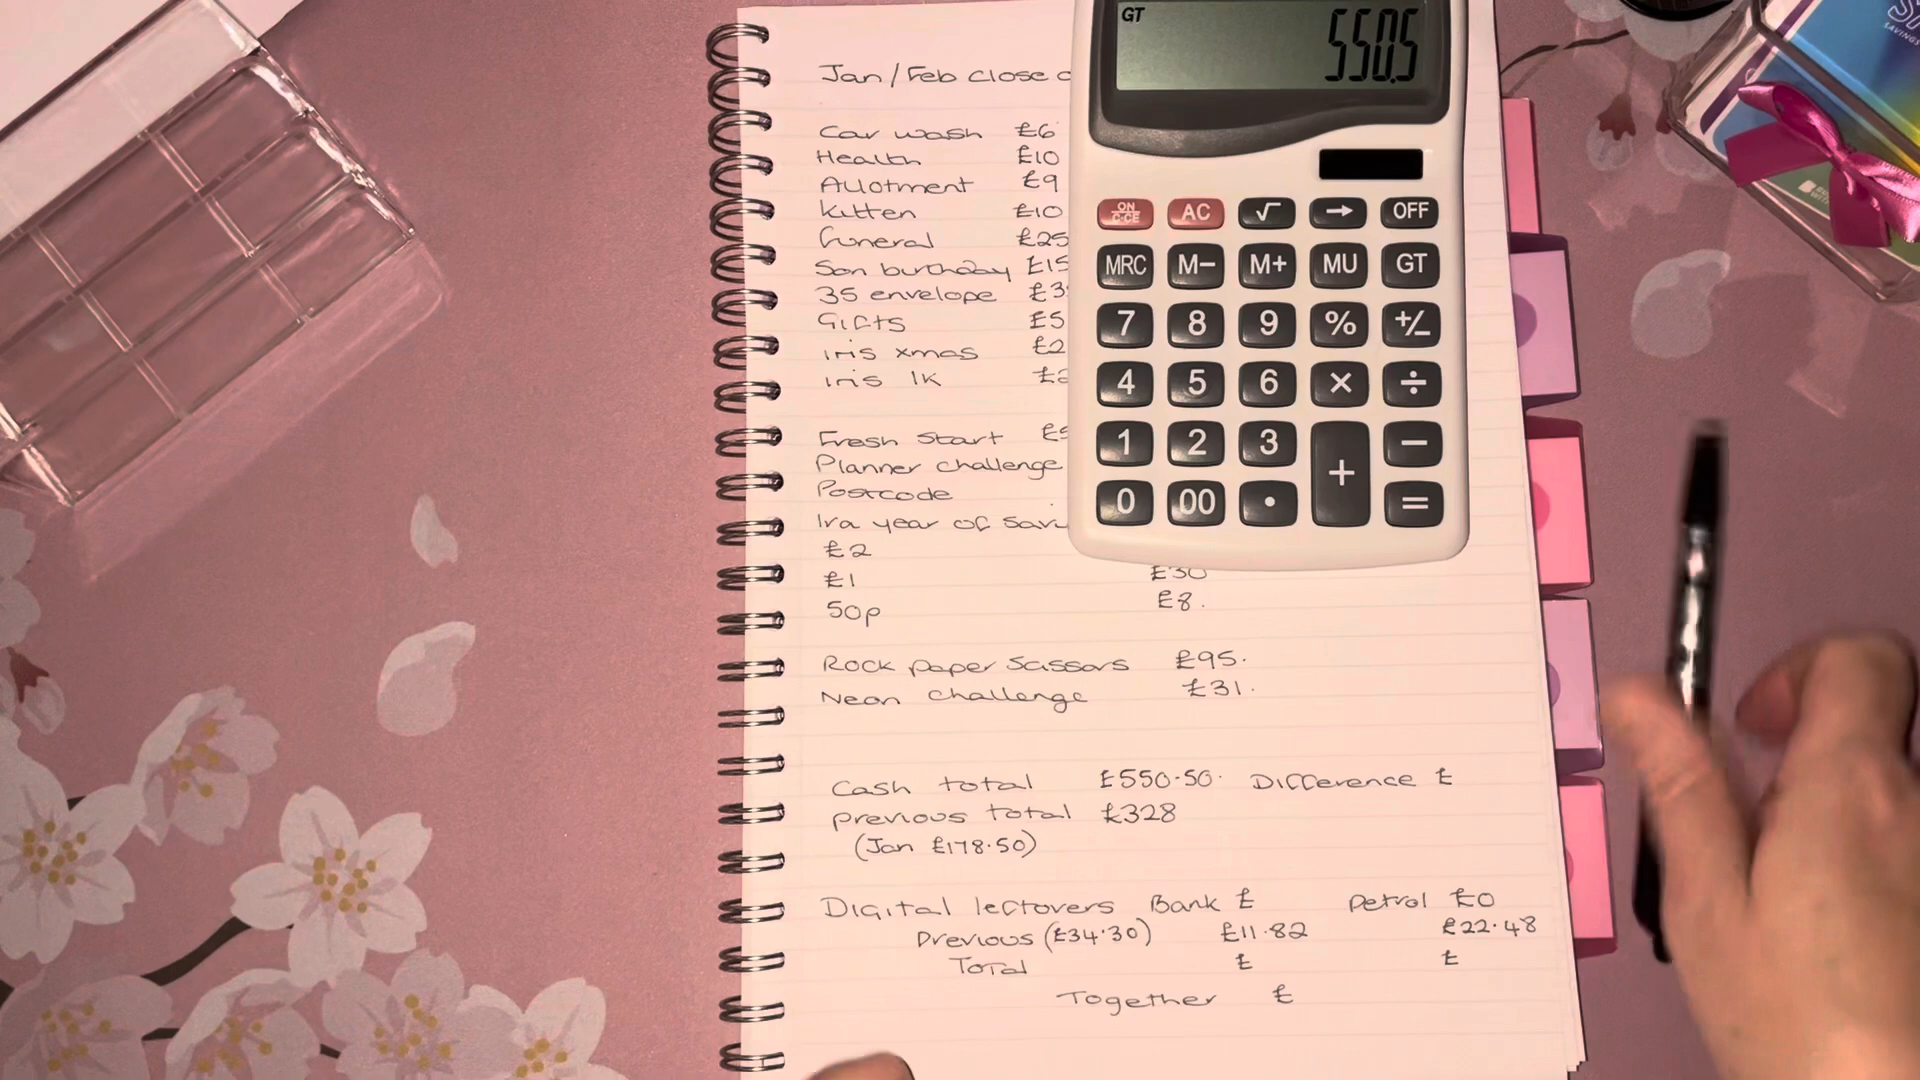 GT
550.5
Jan/Feb close
Car wash £6
Health £10
Allotment £9
Kitten £10
Funeral £25
Son birthday £15
35 envelope
Gifts £5
Iris xmas £2
Iris 1K
Fresh Start
Planner challenge
Postcode
1ra year of
£2
£1 £30
50p £8.
Rock paper Scissors £95.
Neon challenge £31.
Cash total £550.50. Difference £
previous total £328
(Jan £178.50)
Digital leftovers Bank £ Petrol £0
Previous (£34.30) £11.82 £22.48
Total £ £
Together £
ON
C·CE AC √ → OFF
MRC M− M+ MU GT
7 8 9 % +/−
4 5 6 × ÷
1 2 3 + −
0 00 • =
SAVINGS